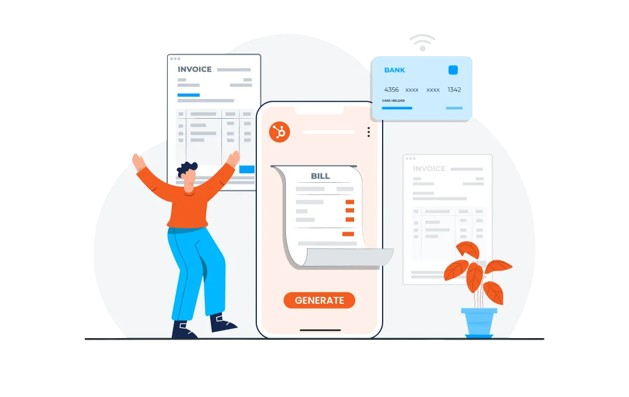 INVOICE
BANK
4356 xxxx xxxx 1342
CARD HOLDER
INVOICE
BILL
GENERATE